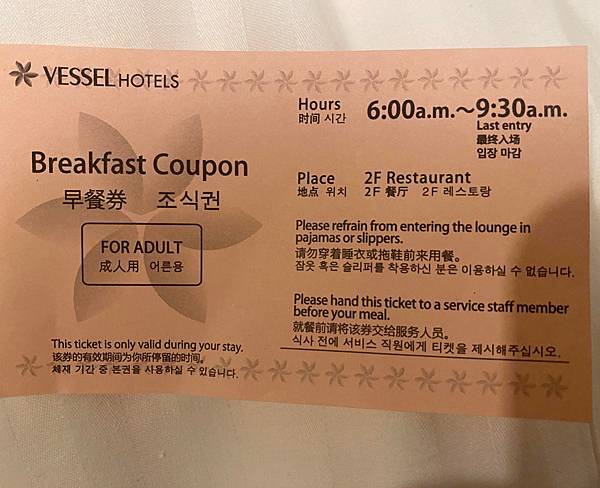 VESSEL HOTELS
Breakfast Coupon
早餐券 조식권
FOR ADULT
成人用 어른용
This ticket is only valid during your stay.
该券的有效期间为你所停留的时间。
체재 기간 중 본권을 사용하실 수 있습니다.
Hours 6:00a.m.～9:30a.m.
时间 시간
Last entry
最终入场
입장 마감
Place 2F Restaurant
地点 위치 2F 餐厅 2F 레스토랑
Please refrain from entering the lounge in
pajamas or slippers.
请勿穿着睡衣或拖鞋前来用餐。
잠옷 혹은 슬리퍼를 착용하신 분은 이용하실 수 없습니다.
Please hand this ticket to a service staff member
before your meal.
就餐前请将该券交给服务人员。
식사 전에 서비스 직원에게 티켓을 제시해주십시오.